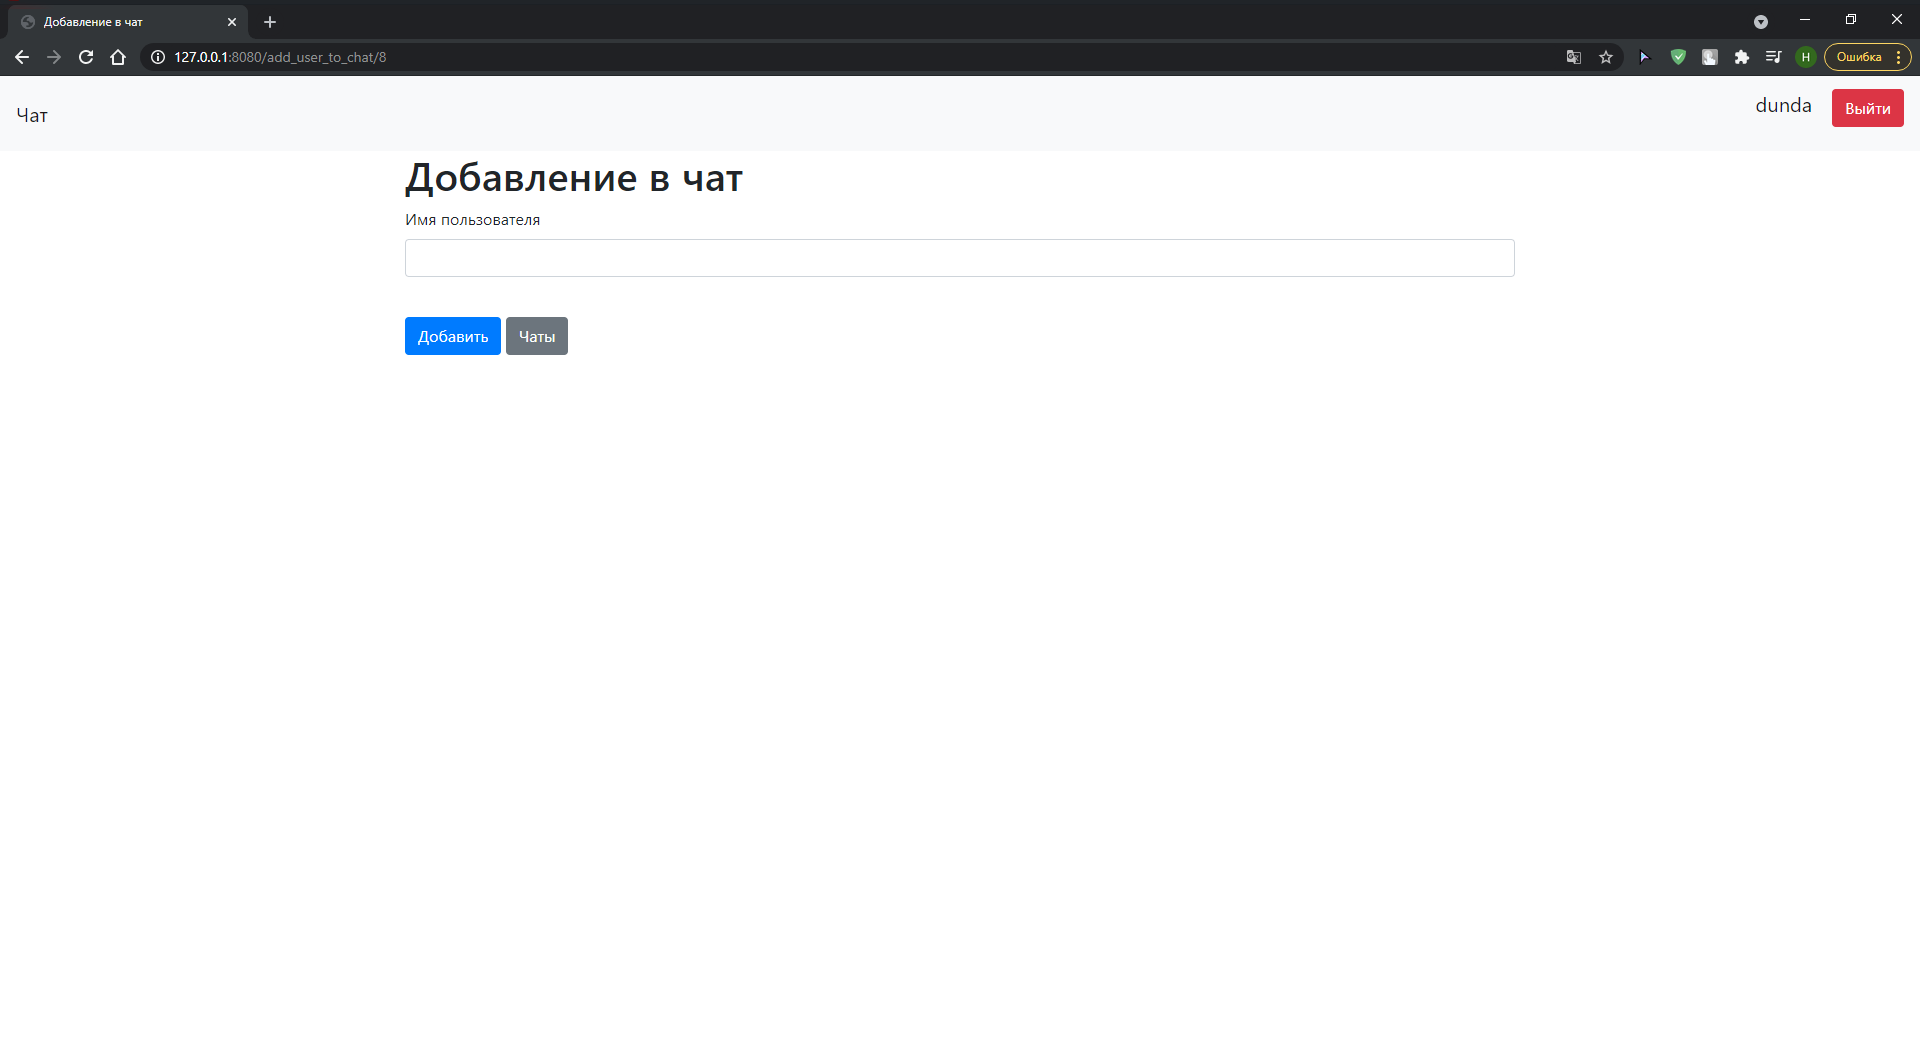 Добавление в чат
127.0.0.1:8080/add_user_to_chat/8
H
Ошибка
Чат
dunda
Выйти
Добавление в чат
Имя пользователя
Добавить
Чаты